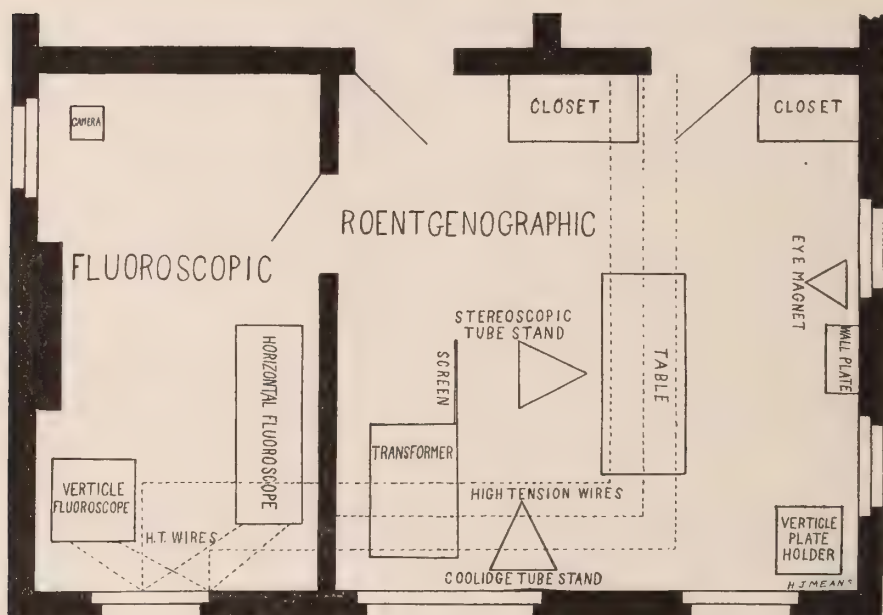 CAMERA
CLOSET
CLOSET
ROENTGENOGRAPHIC
FLUOROSCOPIC
EYE MAGNET
STEREOSCOPIC
TUBE STAND
HORIZONTAL FLUOROSCOPE
SCREEN
TABLE
WALL PLATE
TRANSFORMER
VERTICLE
FLUOROSCOPE
HIGH TENSION WIRES
H.T. WIRES
VERTICLE
PLATE
HOLDER
COOLIDGE TUBE STAND